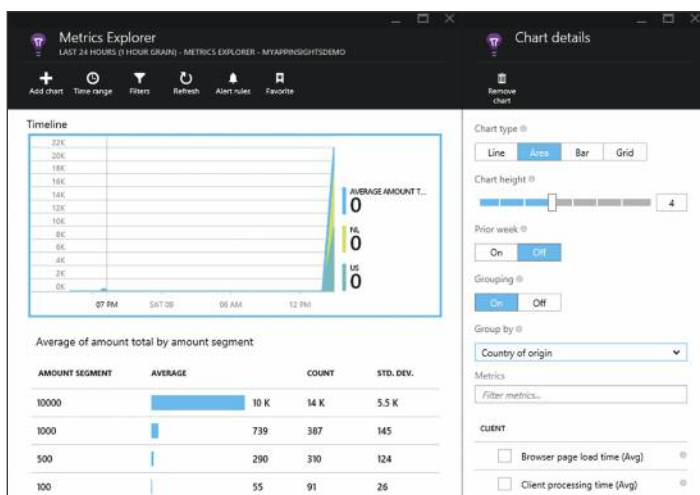 Metrics Explorer
LAST 24 HOURS (1 HOUR GRAIN) - METRICS EXPLORER - MYAPPINSIGHTSDEMO
Add chart
Time range
Filters
Refresh
Alert rules
Favorite
Timeline
22K
20K
18K
16K
14K
12K
10K
8K
6K
4K
2K
0K
07 PM
SAT 09
06 AM
12 PM
AVERAGE AMOUNT T...
0
NL
0
US
0
Average of amount total by amount segment
AMOUNT SEGMENT AVERAGE COUNT STD. DEV.
10000 10 K 14 K 5.5 K
1000 739 387 145
500 290 310 124
100 55 91 26
Chart details
Remove chart
Chart type
Line Area Bar Grid
Chart height
4
Prior week
On Off
Grouping
On Off
Group by
Country of origin
Metrics
Filter metrics...
CLIENT
Browser page load time (Avg)
Client processing time (Avg)